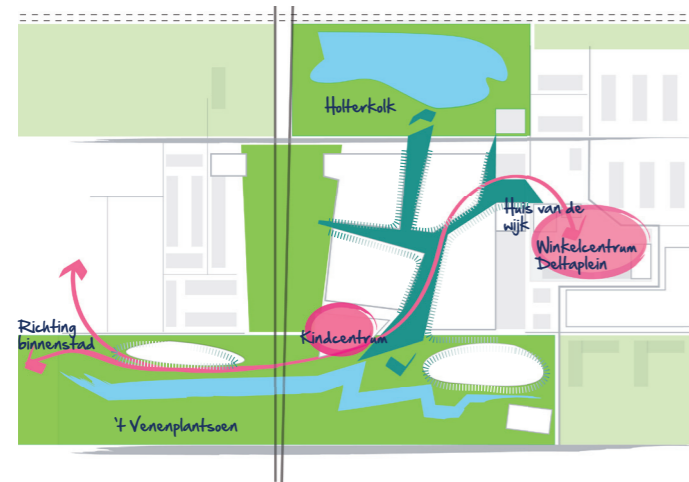 Holterkolk
Huis van de
wijk
Winkelcentrum
Deltaplein
Richting
binnenstad
Kindcentrum
't Venenplantsoen